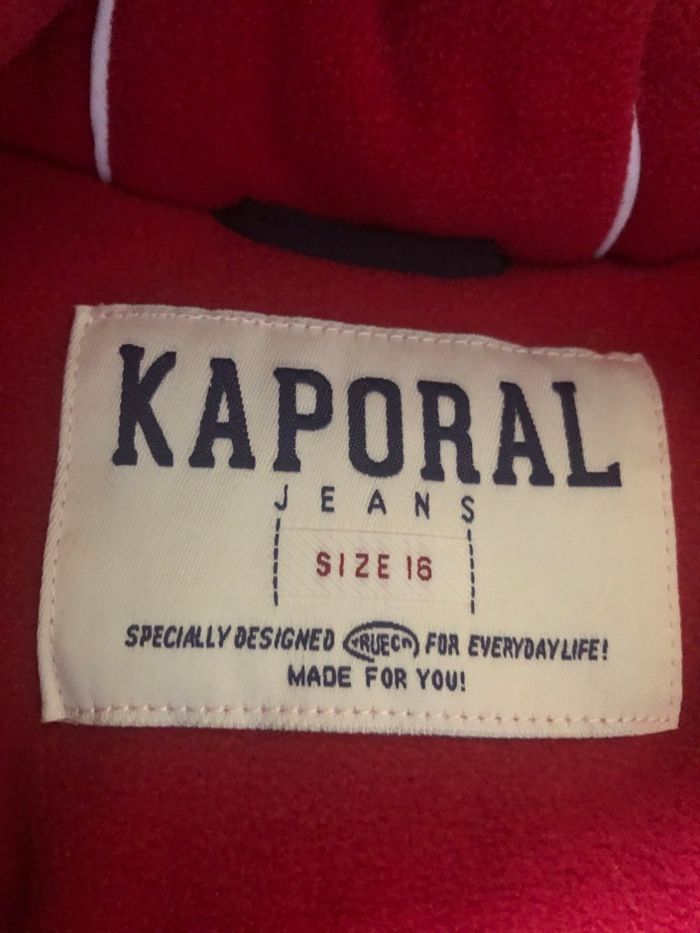 KAPORAL
JEANS
SIZE 16
SPECIALLY DESIGNED FOR EVERYDAY LIFE!
MADE FOR YOU!